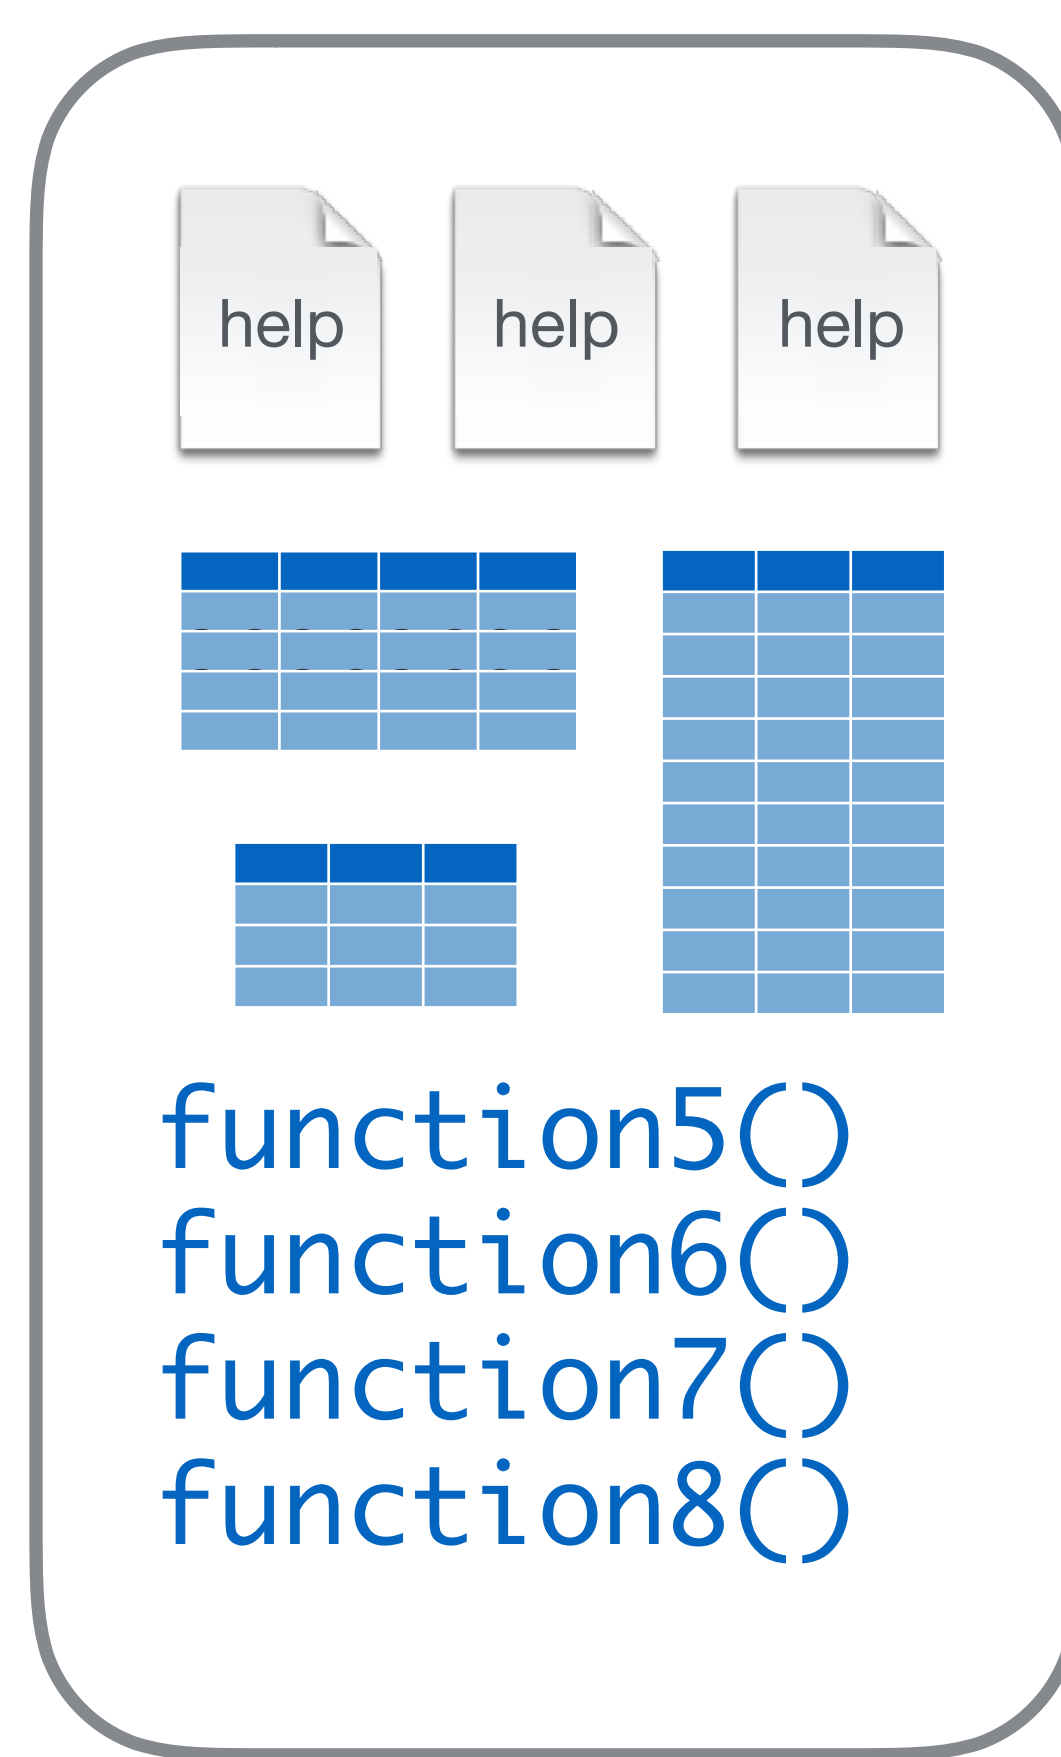 help help help
function5()
function6()
function7()
function8()